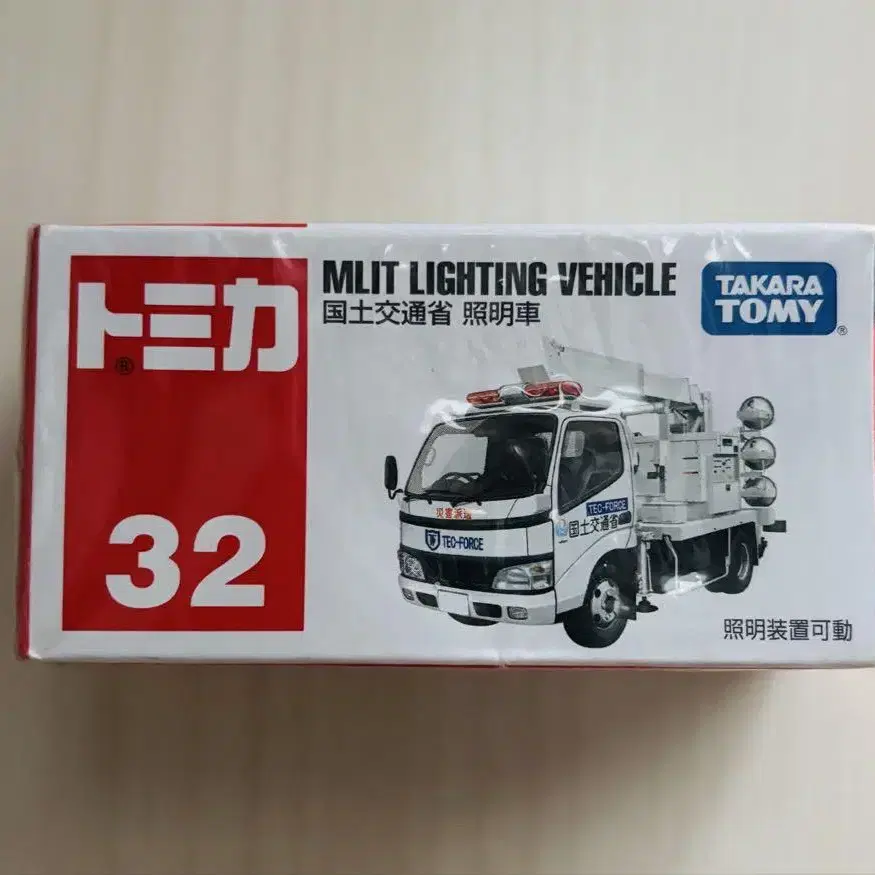 トミカ®
32
MLIT LIGHTING VEHICLE
国土交通省 照明車
TAKARA
TOMY®
災害派遣
TEC-FORCE
TEC-FORCE
国土交通省
照明装置可動